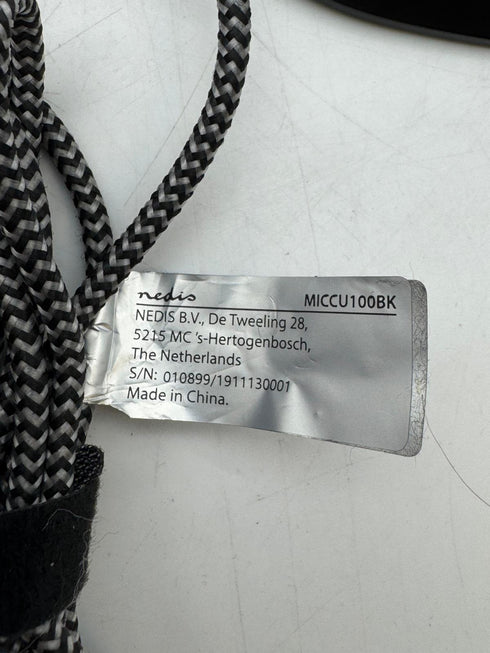 nedis MICCU100BK
NEDIS B.V., De Tweeling 28,
5215 MC 's-Hertogenbosch,
The Netherlands
S/N: 010899/1911130001
Made in China.